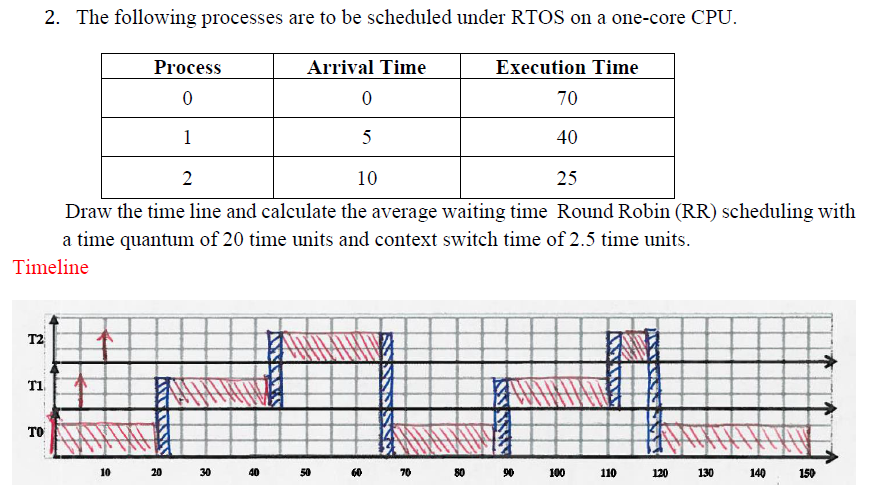 2. The following processes are to be scheduled under RTOS on a one-core CPU.
Process Arrival Time Execution Time
0 0 70
1 5 40
2 10 25
Draw the time line and calculate the average waiting time Round Robin (RR) scheduling with
a time quantum of 20 time units and context switch time of 2.5 time units.
Timeline
T2
T1
T0
10 20 30 40 50 60 70 80 90 100 110 120 130 140 150